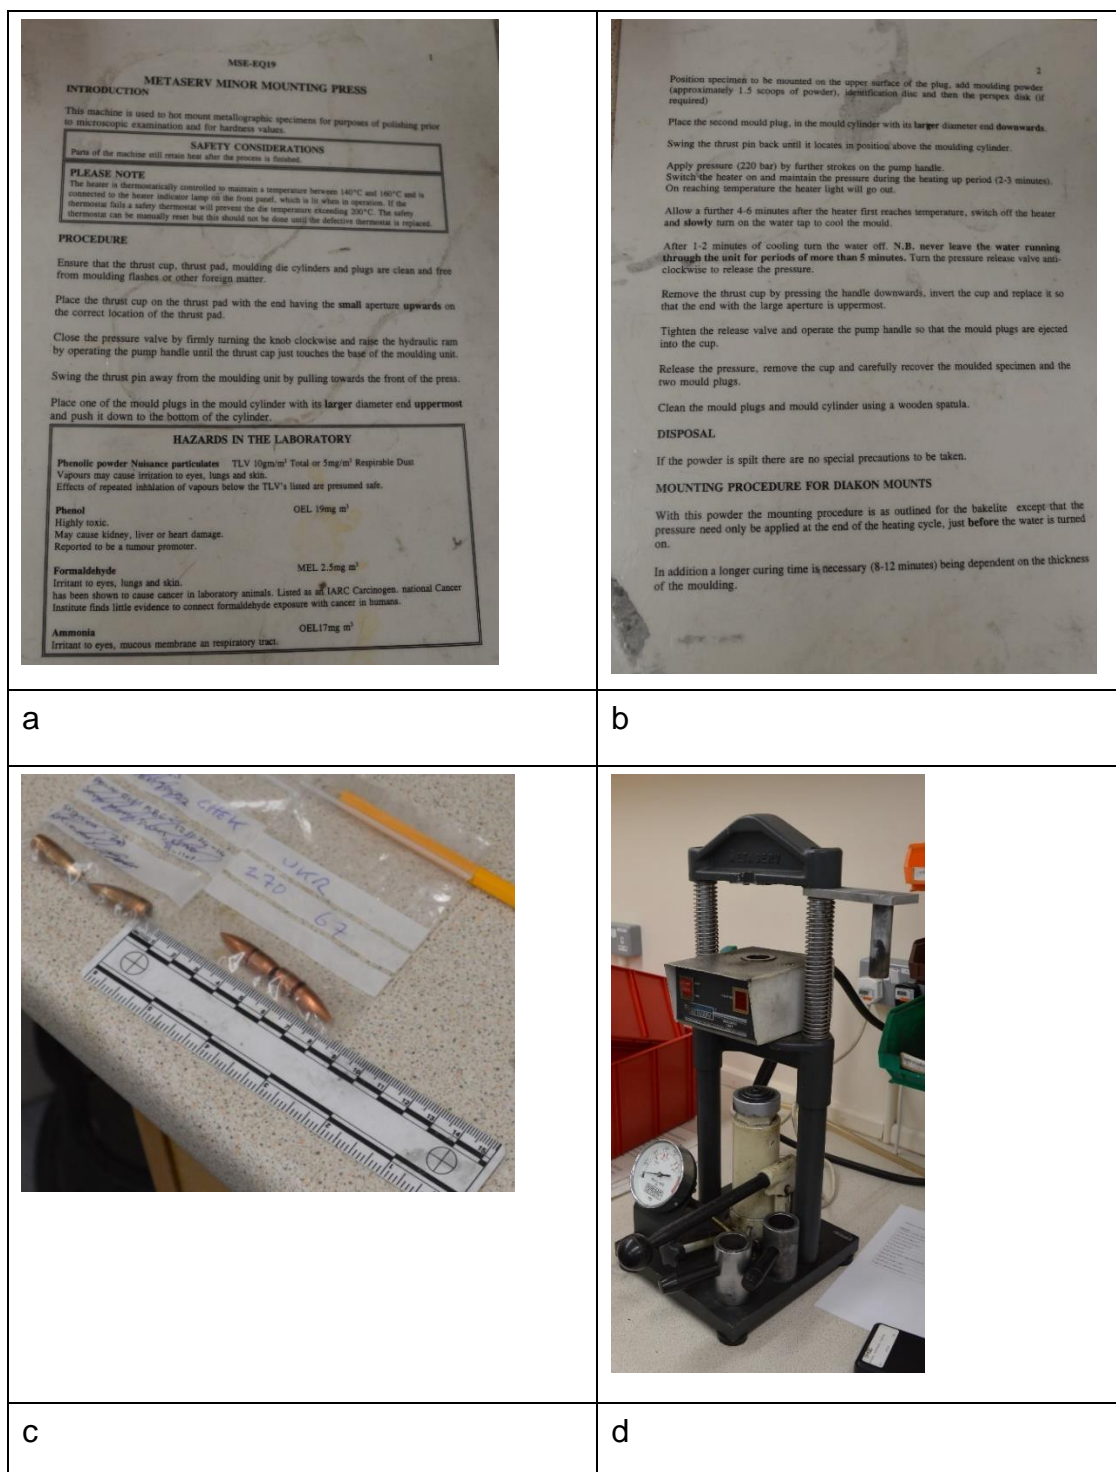 MSE-EQ19
1
METASERV MINOR MOUNTING PRESS
INTRODUCTION
This machine is used to hot mount metallographic specimens for purposes of polishing prior
to microscopic examination and for hardness values.
SAFETY CONSIDERATIONS
Parts of the machine still retain heat after the process is finished.
PLEASE NOTE
The heater is thermostatically controlled to maintain a temperature between 140°C and 160°C and is
connected to the heater indicator lamp on the front panel, which is lit when in operation. If the
thermostat fails a safety thermostat will prevent the die temperature exceeding 200°C. The safety
thermostat can be manually reset but this should not be done until the defective thermostat is replaced.
PROCEDURE
Ensure that the thrust cup, thrust pad, moulding die cylinders and plugs are clean and free
from moulding flashes or other foreign matter.
Place the thrust cup on the thrust pad with the end having the small aperture upwards on
the correct location of the thrust pad.
Close the pressure valve by firmly turning the knob clockwise and raise the hydraulic ram
by operating the pump handle until the thrust cap just touches the base of the moulding unit.
Swing the thrust pin away from the moulding unit by pulling towards the front of the press.
Place one of the mould plugs in the mould cylinder with its larger diameter end uppermost
and push it down to the bottom of the cylinder.
HAZARDS IN THE LABORATORY
Phenolic powder Nuisance particulates TLV 10gm/m³ Total or 5mg/m³ Respirable Dust
Vapours may cause irritation to eyes, lungs and skin.
Effects of repeated inhalation of vapours below the TLV's listed are presumed safe.
Phenol OEL 19mg m³
Highly toxic.
May cause kidney, liver or heart damage.
Reported to be a tumour promoter.
Formaldehyde MEL 2.5mg m³
Irritant to eyes, lungs and skin.
has been shown to cause cancer in laboratory animals. Listed as an IARC Carcinogen. national Cancer
Institute finds little evidence to connect formaldehyde exposure with cancer in humans.
Ammonia OEL17mg m³
Irritant to eyes, mucous membrane an respiratory tract.
2
Position specimen to be mounted on the upper surface of the plug, add moulding powder
(approximately 1.5 scoops of powder), identification disc and then the perspex disk (if
required)
Place the second mould plug, in the mould cylinder with its larger diameter end downwards.
Swing the thrust pin back until it locates in position above the moulding cylinder.
Apply pressure (220 bar) by further strokes on the pump handle.
Switch the heater on and maintain the pressure during the heating up period (2-3 minutes).
On reaching temperature the heater light will go out.
Allow a further 4-6 minutes after the heater first reaches temperature, switch off the heater
and slowly turn on the water tap to cool the mould.
After 1-2 minutes of cooling turn the water off. N.B. never leave the water running
through the unit for periods of more than 5 minutes. Turn the pressure release valve anti-
clockwise to release the pressure.
Remove the thrust cup by pressing the handle downwards, invert the cup and replace it so
that the end with the large aperture is uppermost.
Tighten the release valve and operate the pump handle so that the mould plugs are ejected
into the cup.
Release the pressure, remove the cup and carefully recover the moulded specimen and the
two mould plugs.
Clean the mould plugs and mould cylinder using a wooden spatula.
DISPOSAL
If the powder is spilt there are no special precautions to be taken.
MOUNTING PROCEDURE FOR DIAKON MOUNTS
With this powder the mounting procedure is as outlined for the bakelite except that the
pressure need only be applied at the end of the heating cycle, just before the water is turned
on.
In addition a longer curing time is necessary (8-12 minutes) being dependent on the thickness
of the moulding.
a
b
CHEK
UKR
270 67
METASERV
c
d